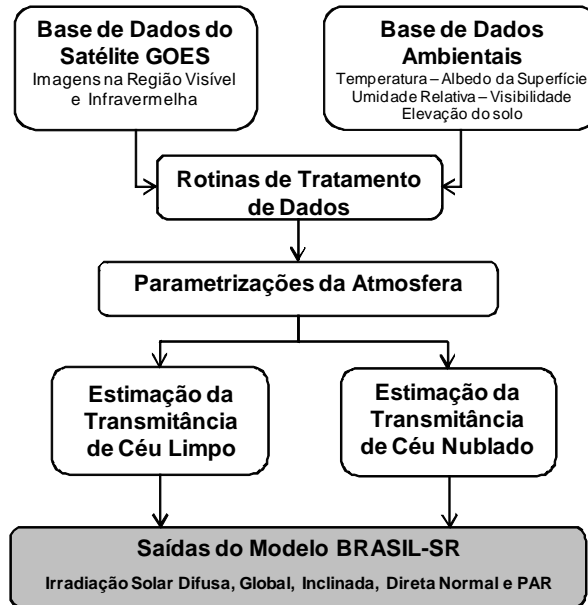 Base de Dados do
Satélite GOES
Imagens na Região Visível
e Infravermelha
Base de Dados
Ambientais
Temperatura – Albedo da Superfície
Umidade Relativa – Visibilidade
Elevação do solo
Rotinas de Tratamento
de Dados
Parametrizações da Atmosfera
Estimação da
Transmitância
de Céu Limpo
Estimação da
Transmitância
de Céu Nublado
Saídas do Modelo BRASIL-SR
Irradiação Solar Difusa, Global, Inclinada, Direta Normal e PAR